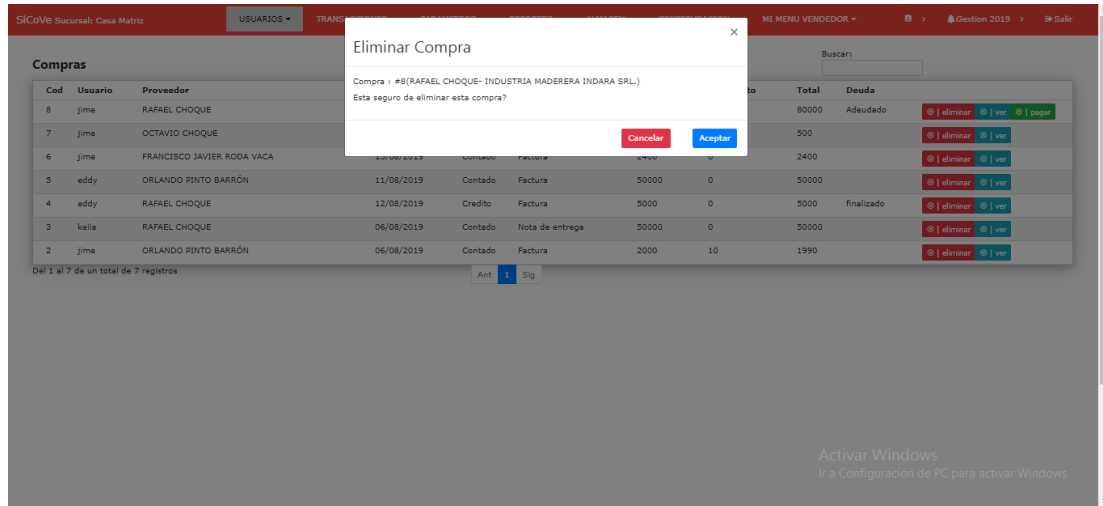 SiCoVe Sucursal: Casa Matriz
USUARIOS
MI MENU VENDEDOR
Gestion 2019
Salir
Eliminar Compra
×
Compra : #8(RAFAEL CHOQUE- INDUSTRIA MADERERA INDARA SRL.)
Esta seguro de eliminar esta compra?
Cancelar Aceptar
Compras
Buscar:
Cod Usuario Proveedor Total Deuda
8 jime RAFAEL CHOQUE 80000 Adeudado | eliminar | ver | pagar
7 jime OCTAVIO CHOQUE 500 | eliminar | ver
6 jime FRANCISCO JAVIER RODA VACA 13/08/2019 Contado Factura 2400 0 2400 | eliminar | ver
5 eddy ORLANDO PINTO BARRÓN 11/08/2019 Contado Factura 50000 0 50000 | eliminar | ver
4 eddy RAFAEL CHOQUE 12/08/2019 Credito Factura 5000 0 5000 finalizado | eliminar | ver
3 keila RAFAEL CHOQUE 06/08/2019 Contado Nota de entrega 50000 0 50000 | eliminar | ver
2 jime ORLANDO PINTO BARRÓN 06/08/2019 Contado Factura 2000 10 1990 | eliminar | ver
Del 1 al 7 de un total de 7 registros
Ant 1 Sig
Activar Windows
Ir a Configuración de PC para activar Windows.